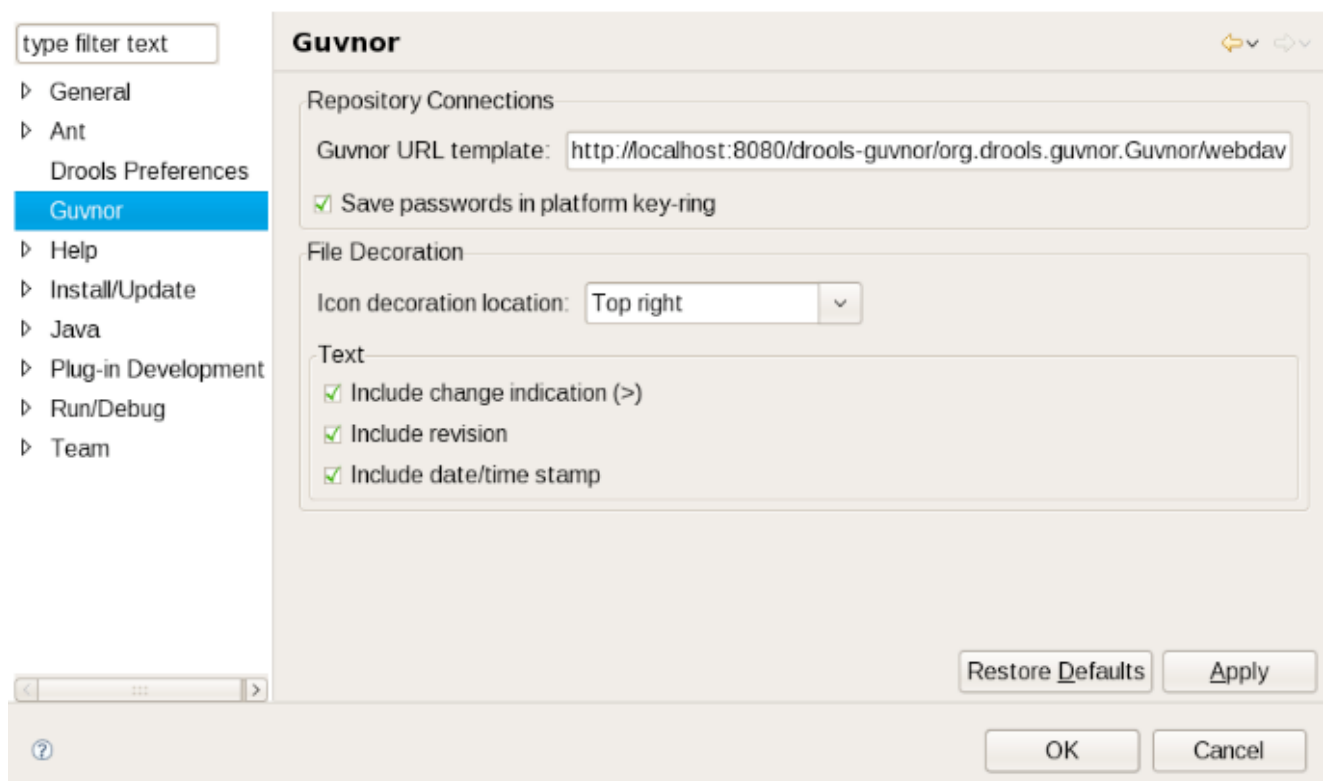 type filter text
General
Ant
Drools Preferences
Guvnor
Help
Install/Update
Java
Plug-in Development
Run/Debug
Team
Guvnor
Repository Connections
Guvnor URL template: http://localhost:8080/drools-guvnor/org.drools.guvnor.Guvnor/webdav
Save passwords in platform key-ring
File Decoration
Icon decoration location: Top right
Text
Include change indication (>)
Include revision
Include date/time stamp
Restore Defaults Apply
OK Cancel